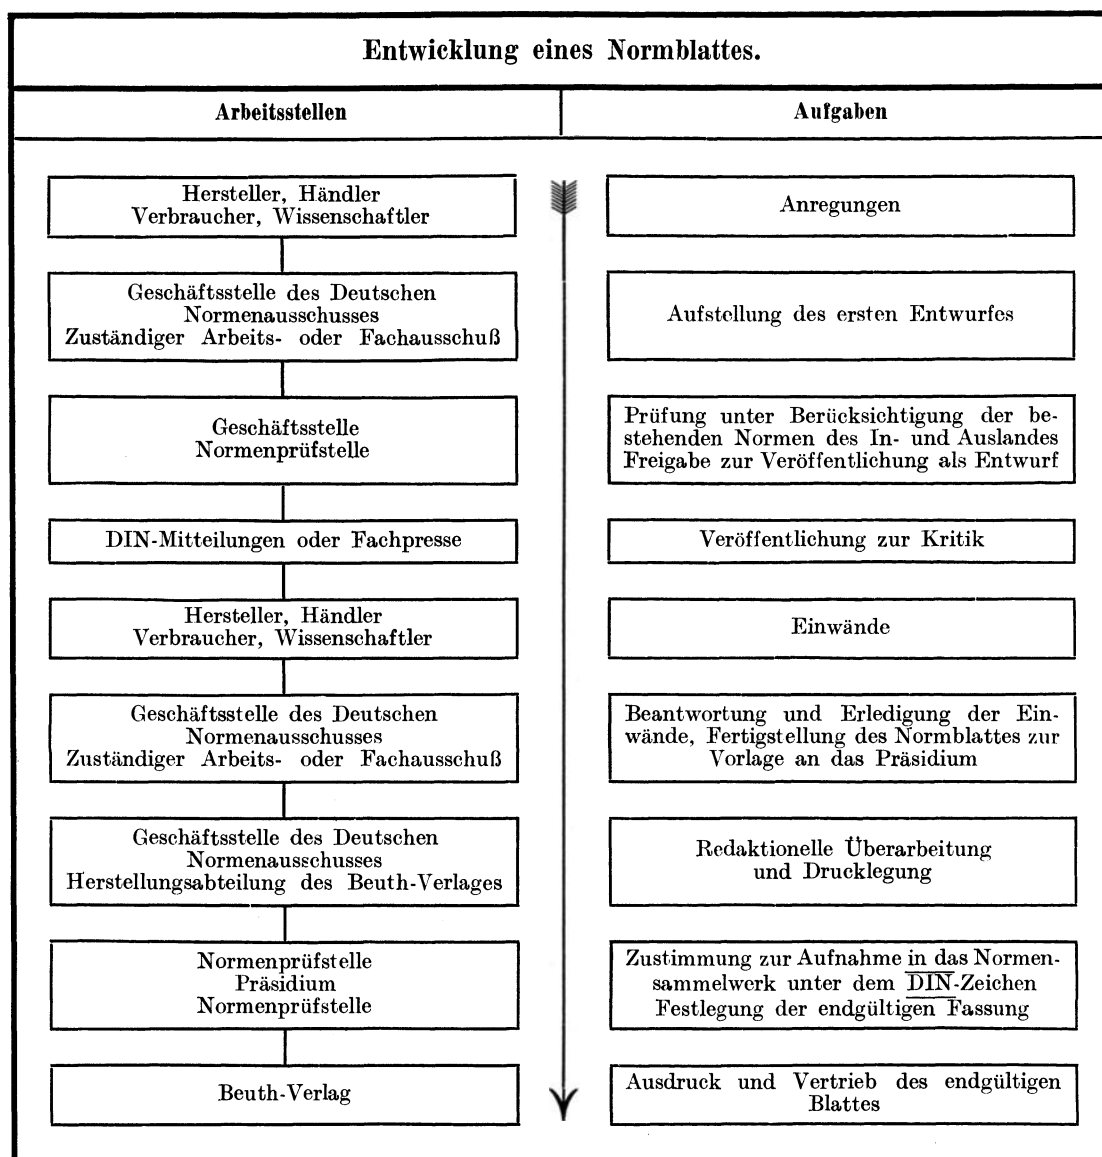 Entwicklung eines Normblattes.
Arbeitsstellen
Aufgaben
Hersteller, Händler
Verbraucher, Wissenschaftler
Anregungen
Geschäftsstelle des Deutschen
Normenausschusses
Zuständiger Arbeits- oder Fachausschuß
Aufstellung des ersten Entwurfes
Geschäftsstelle
Normenprüfstelle
Prüfung unter Berücksichtigung der be-
stehenden Normen des In- und Auslandes
Freigabe zur Veröffentlichung als Entwurf
DIN-Mitteilungen oder Fachpresse
Veröffentlichung zur Kritik
Hersteller, Händler
Verbraucher, Wissenschaftler
Einwände
Geschäftsstelle des Deutschen
Normenausschusses
Zuständiger Arbeits- oder Fachausschuß
Beantwortung und Erledigung der Ein-
wände, Fertigstellung des Normblattes zur
Vorlage an das Präsidium
Geschäftsstelle des Deutschen
Normenausschusses
Herstellungsabteilung des Beuth-Verlages
Redaktionelle Überarbeitung
und Drucklegung
Normenprüfstelle
Präsidium
Normenprüfstelle
Zustimmung zur Aufnahme in das Normen-
sammelwerk unter dem DIN-Zeichen
Festlegung der endgültigen Fassung
Beuth-Verlag
Ausdruck und Vertrieb des endgültigen
Blattes